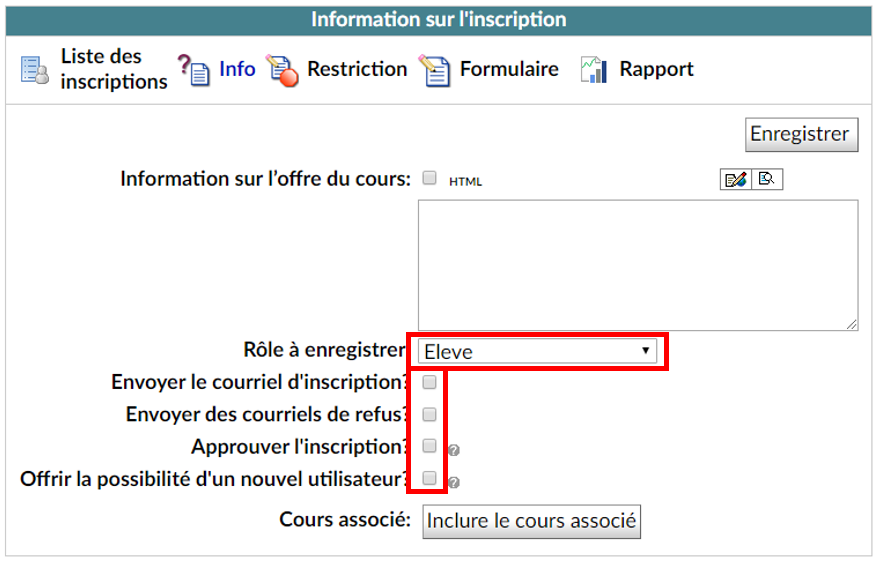 Information sur l'inscription
Liste des
inscriptions
Info
Restriction
Formulaire
Rapport
Enregistrer
Information sur l’offre du cours:
HTML
Rôle à enregistrer
Eleve
Envoyer le courriel d'inscription?
Envoyer des courriels de refus?
Approuver l'inscription?
Offrir la possibilité d'un nouvel utilisateur?
Cours associé:
Inclure le cours associé